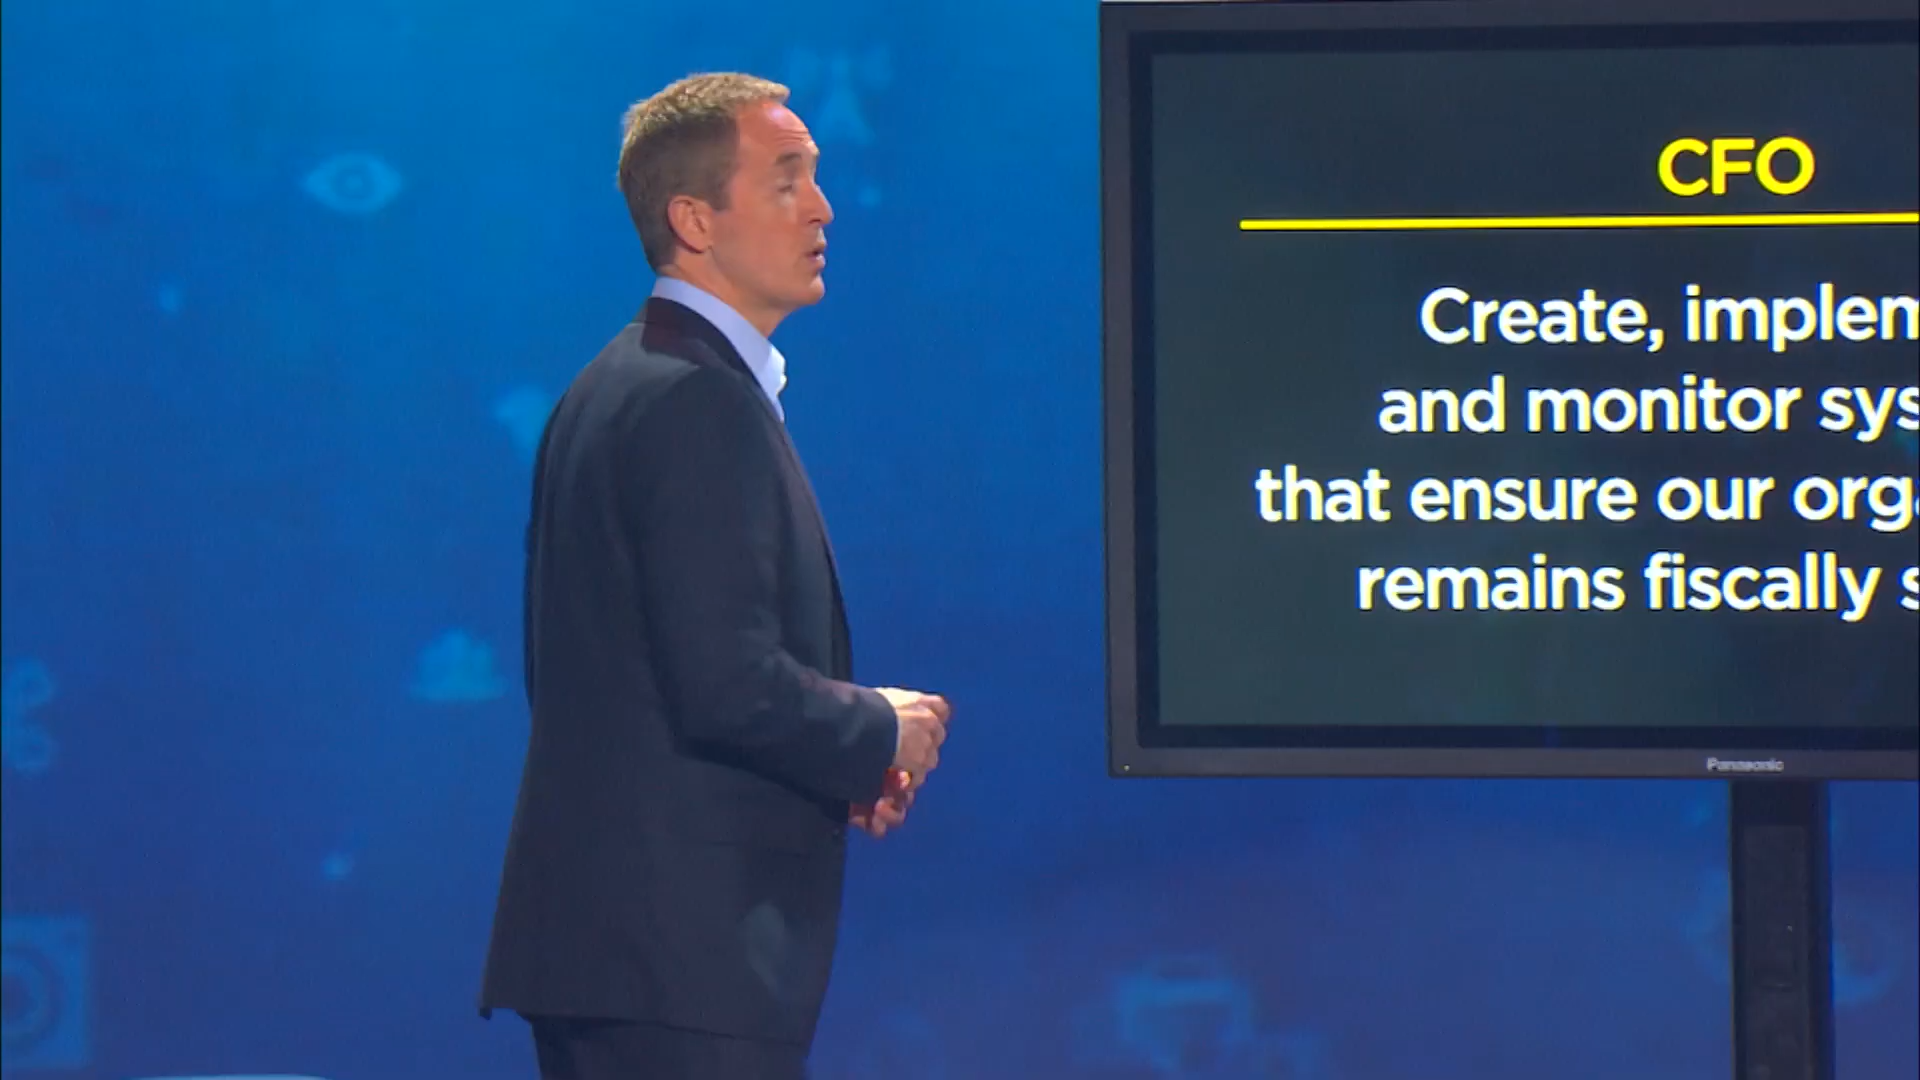 CFO
Create, implem
and monitor sys
that ensure our orga
remains fiscally s
Panasonic